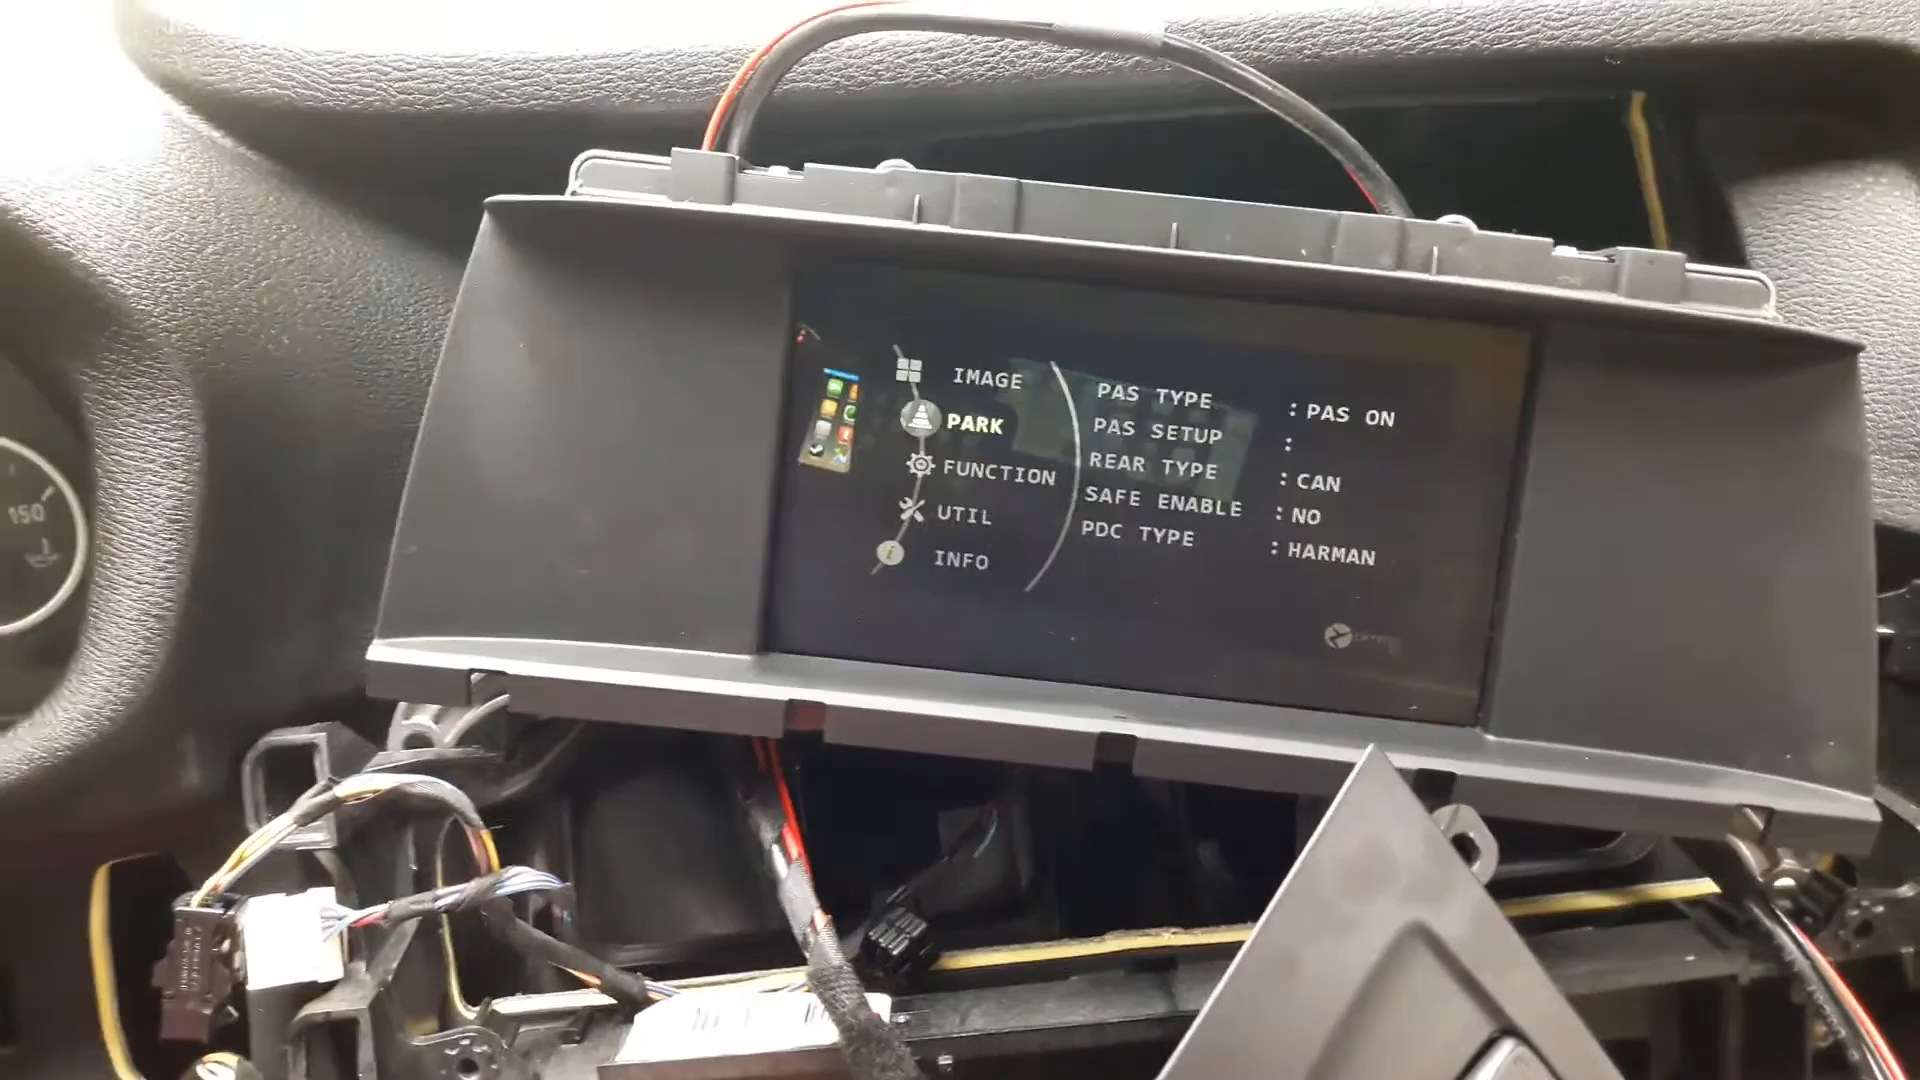 IMAGE
PARK
FUNCTION
UTIL
INFO
PAS TYPE : PAS ON
PAS SETUP :
REAR TYPE : CAN
SAFE ENABLE : NO
PDC TYPE : HARMAN
150